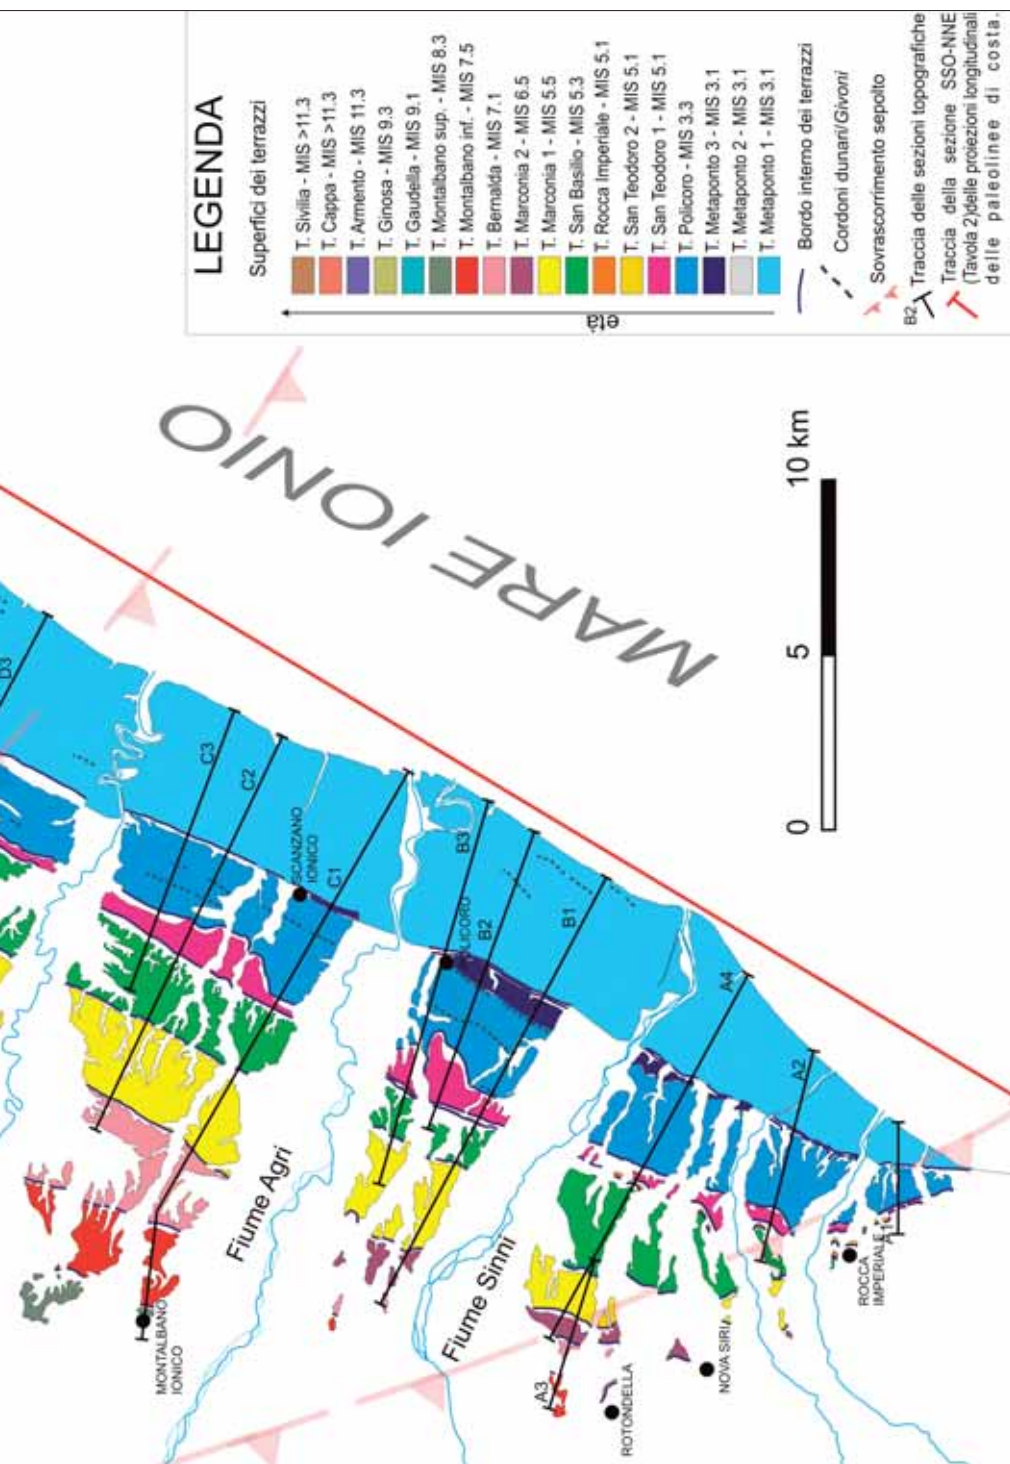 LEGENDA
Superfici dei terrazzi
T. Sivilia - MIS >11.3
T. Cappa - MIS >11.3
T. Armento - MIS 11.3
T. Ginosa - MIS 9.3
T. Gaudella - MIS 9.1
T. Montalbano sup. - MIS 8.3
T. Montalbano inf. - MIS 7.5
T. Bernalda - MIS 7.1
T. Marconia 2 - MIS 6.5
T. Marconia 1 - MIS 5.5
T. San Basilio - MIS 5.3
T. Rocca Imperiale - MIS 5.1
T. San Teodoro 2 - MIS 5.1
T. San Teodoro 1 - MIS 5.1
T. Policoro - MIS 3.3
T. Metaponto 3 - MIS 3.1
T. Metaponto 2 - MIS 3.1
T. Metaponto 1 - MIS 3.1
età
Bordo interno dei terrazzi
Cordoni dunari/Givoni
Sovrascorrimento sepolto
B2
Traccia delle sezioni topografiche
Traccia della sezione SSO-NNE
(Tavola 2)delle proiezioni longitudinali
delle paleolinee di costa.
MARE IONIO
0 5 10 km
D3
C3
C2
SCANZANO
IONICO
C1
B3
OLICORO
B2
B1
A4
A2
A1
ROCCA
IMPERIALE
Fiume Agri
Fiume Sinni
MONTALBANO
IONICO
A3
ROTONDELLA
NOVA SIRI